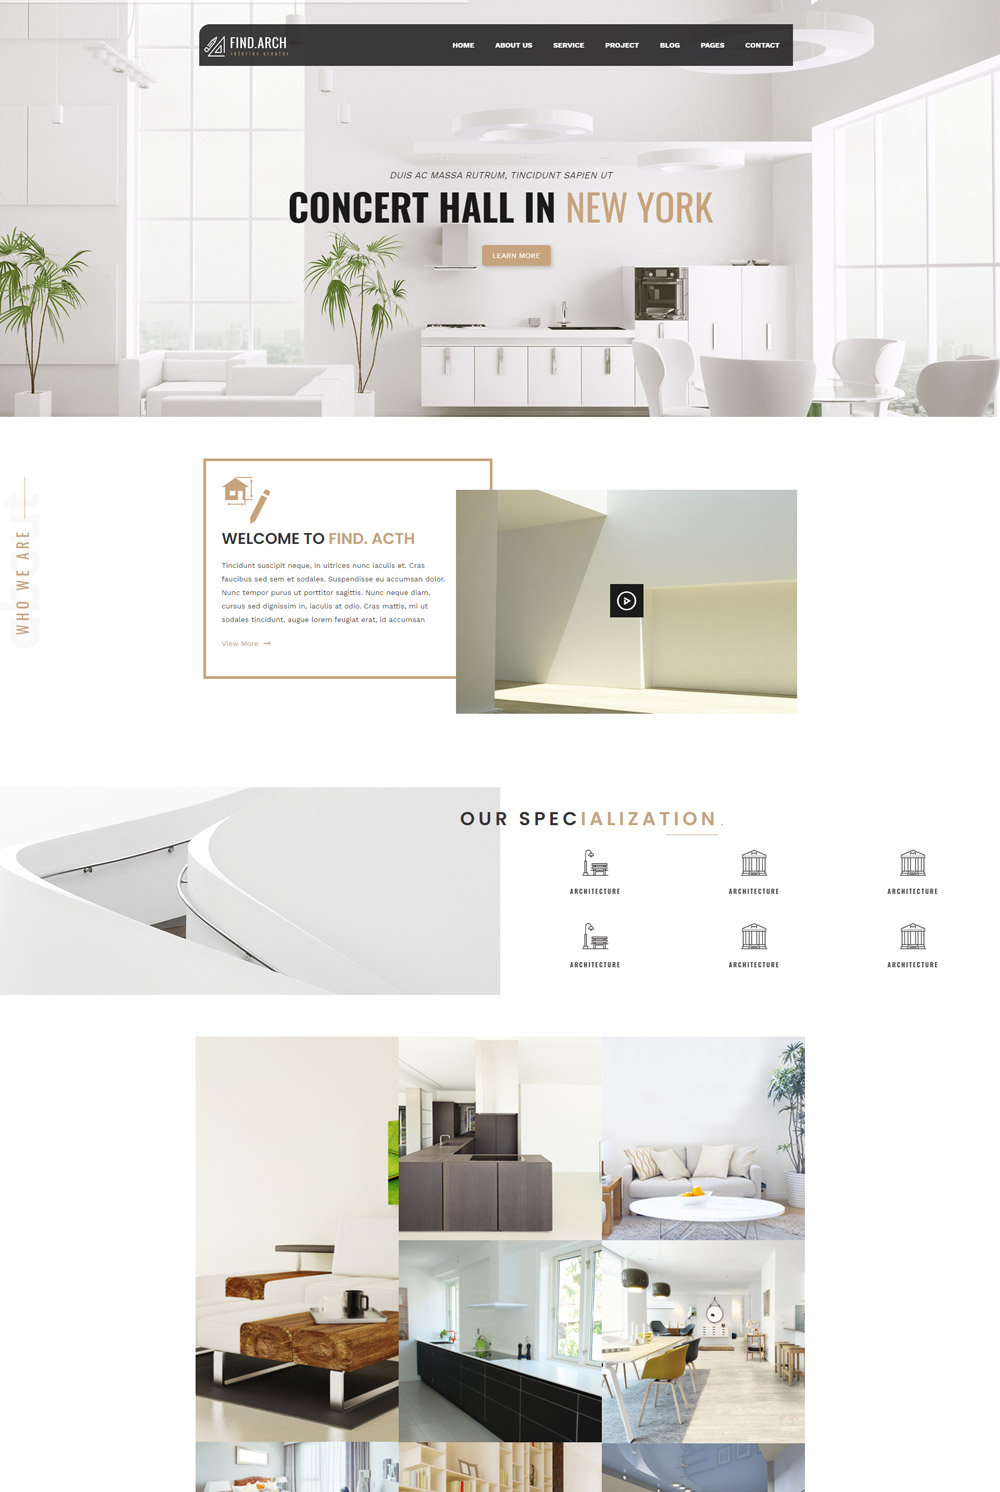 FIND.ARCH
interior creator
HOME ABOUT US SERVICE PROJECT BLOG PAGES CONTACT
DUIS AC MASSA RUTRUM, TINCIDUNT SAPIEN UT
CONCERT HALL IN NEW YORK
LEARN MORE
about
WHO WE ARE
WELCOME TO FIND. ACTH
Tincidunt suscipit neque, in ultrices nunc iaculis et. Cras
faucibus sed sem et sodales. Suspendisse eu accumsan dolor.
Nunc tempor purus ut porttitor sagittis. Nunc neque diam,
cursus sed dignissim in, iaculis at odio. Cras mattis, mi ut
sodales tincidunt, augue lorem feugiat erat, id accumsan
View More
OUR SPECIALIZATION.
ARCHITECTURE ARCHITECTURE ARCHITECTURE
ARCHITECTURE ARCHITECTURE ARCHITECTURE